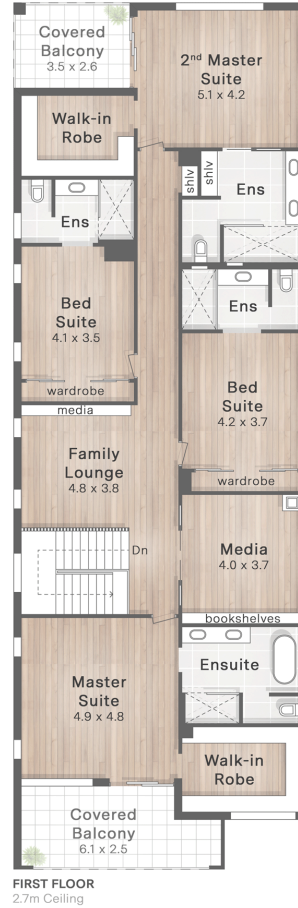 Covered
Balcony
3.5 x 2.6
2nd Master
Suite
5.1 x 4.2
Walk-in
Robe
shlv
shlv
Ens
Ens
Ens
Bed
Suite
4.1 x 3.5
wardrobe
Bed
Suite
4.2 x 3.7
wardrobe
media
Family
Lounge
4.8 x 3.8
Dn
Media
4.0 x 3.7
bookshelves
Ensuite
Master
Suite
4.9 x 4.8
Walk-in
Robe
Covered
Balcony
6.1 x 2.5
FIRST FLOOR
2.7m Ceiling